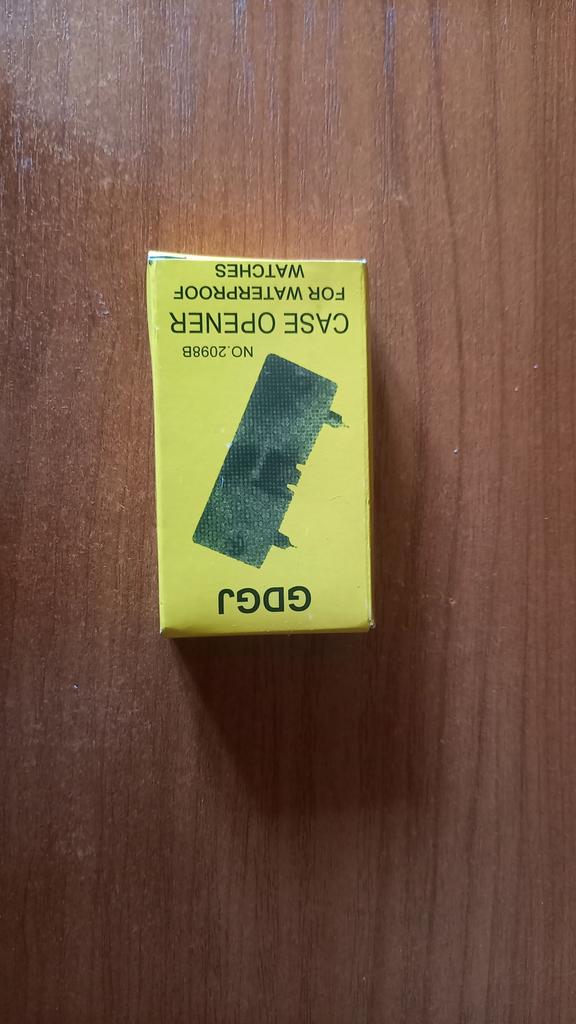 GDGJ
NO.2098B
CASE OPENER
FOR WATERPROOF
WATCHES